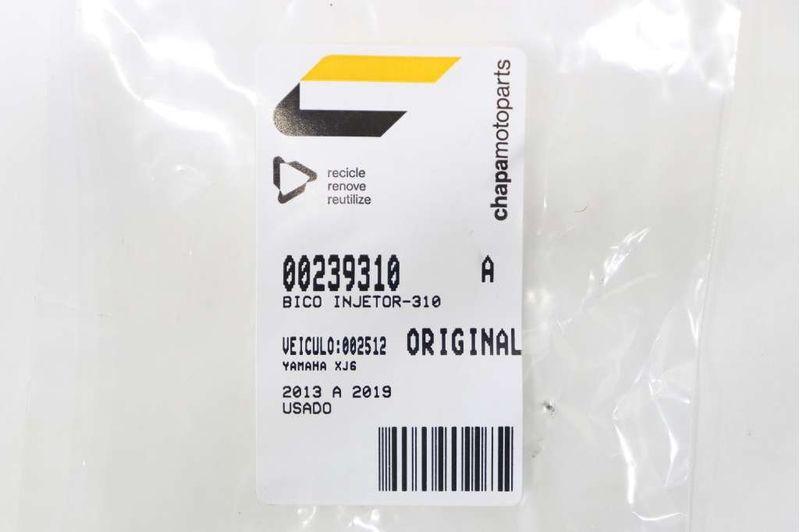 chapamotoparts
recicle
renove
reutilize
00239310 A
BICO INJETOR-310
VEICULO:002512 ORIGINAL
YAMAHA XJ6
2013 A 2019
USADO